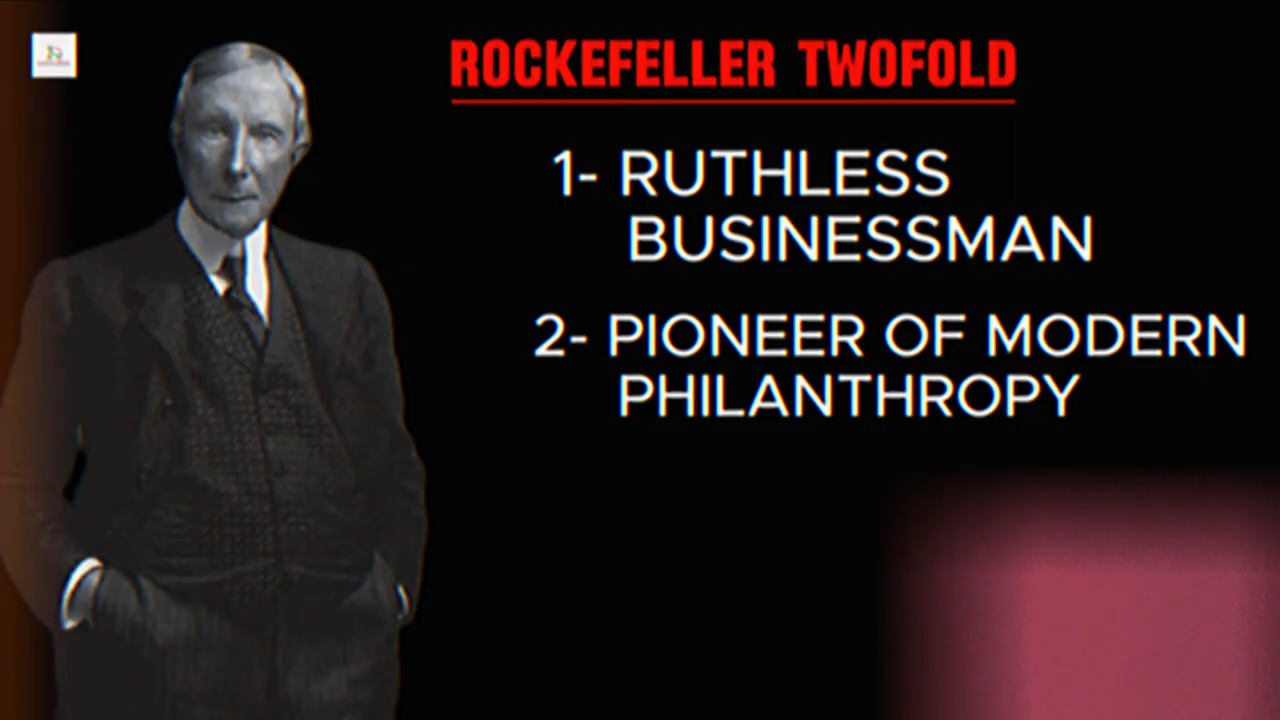 ROCKEFELLER TWOFOLD
1- RUTHLESS
BUSINESSMAN
2- PIONEER OF MODERN
PHILANTHROPY